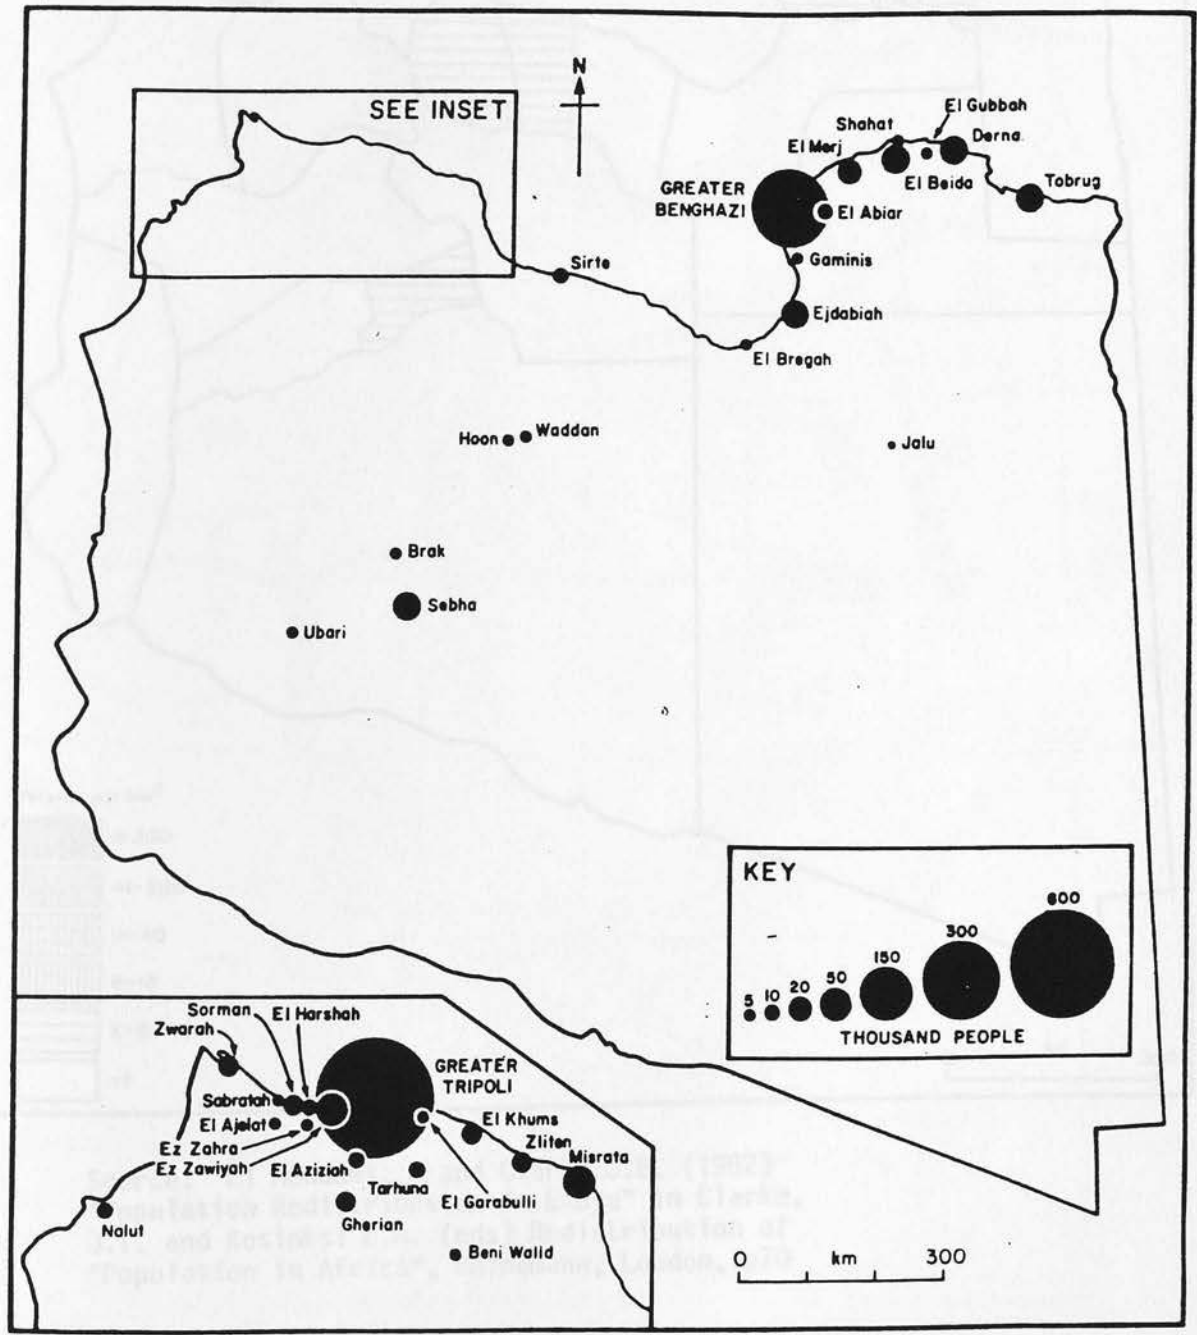 N
SEE INSET
El Gubbah
Shahat
Derna
El Merj
GREATER
BENGHAZI
El Beida
Tobruq
El Abiar
Gaminis
Sirte
Ejdabiah
El Bregah
Hoon
Waddan
Jalu
Brak
Sebha
Ubari
KEY
5
10
20
50
150
300
600
THOUSAND PEOPLE
Sorman
El Harshah
Zwarah
GREATER
TRIPOLI
Sabratah
El Ajelat
Ez Zahra
Ez Zawiyah
El Aziziah
El Khums
Zliten
Misrata
Tarhuna
El Garabulli
Gherian
Nalut
Beni Walid
0
km
300